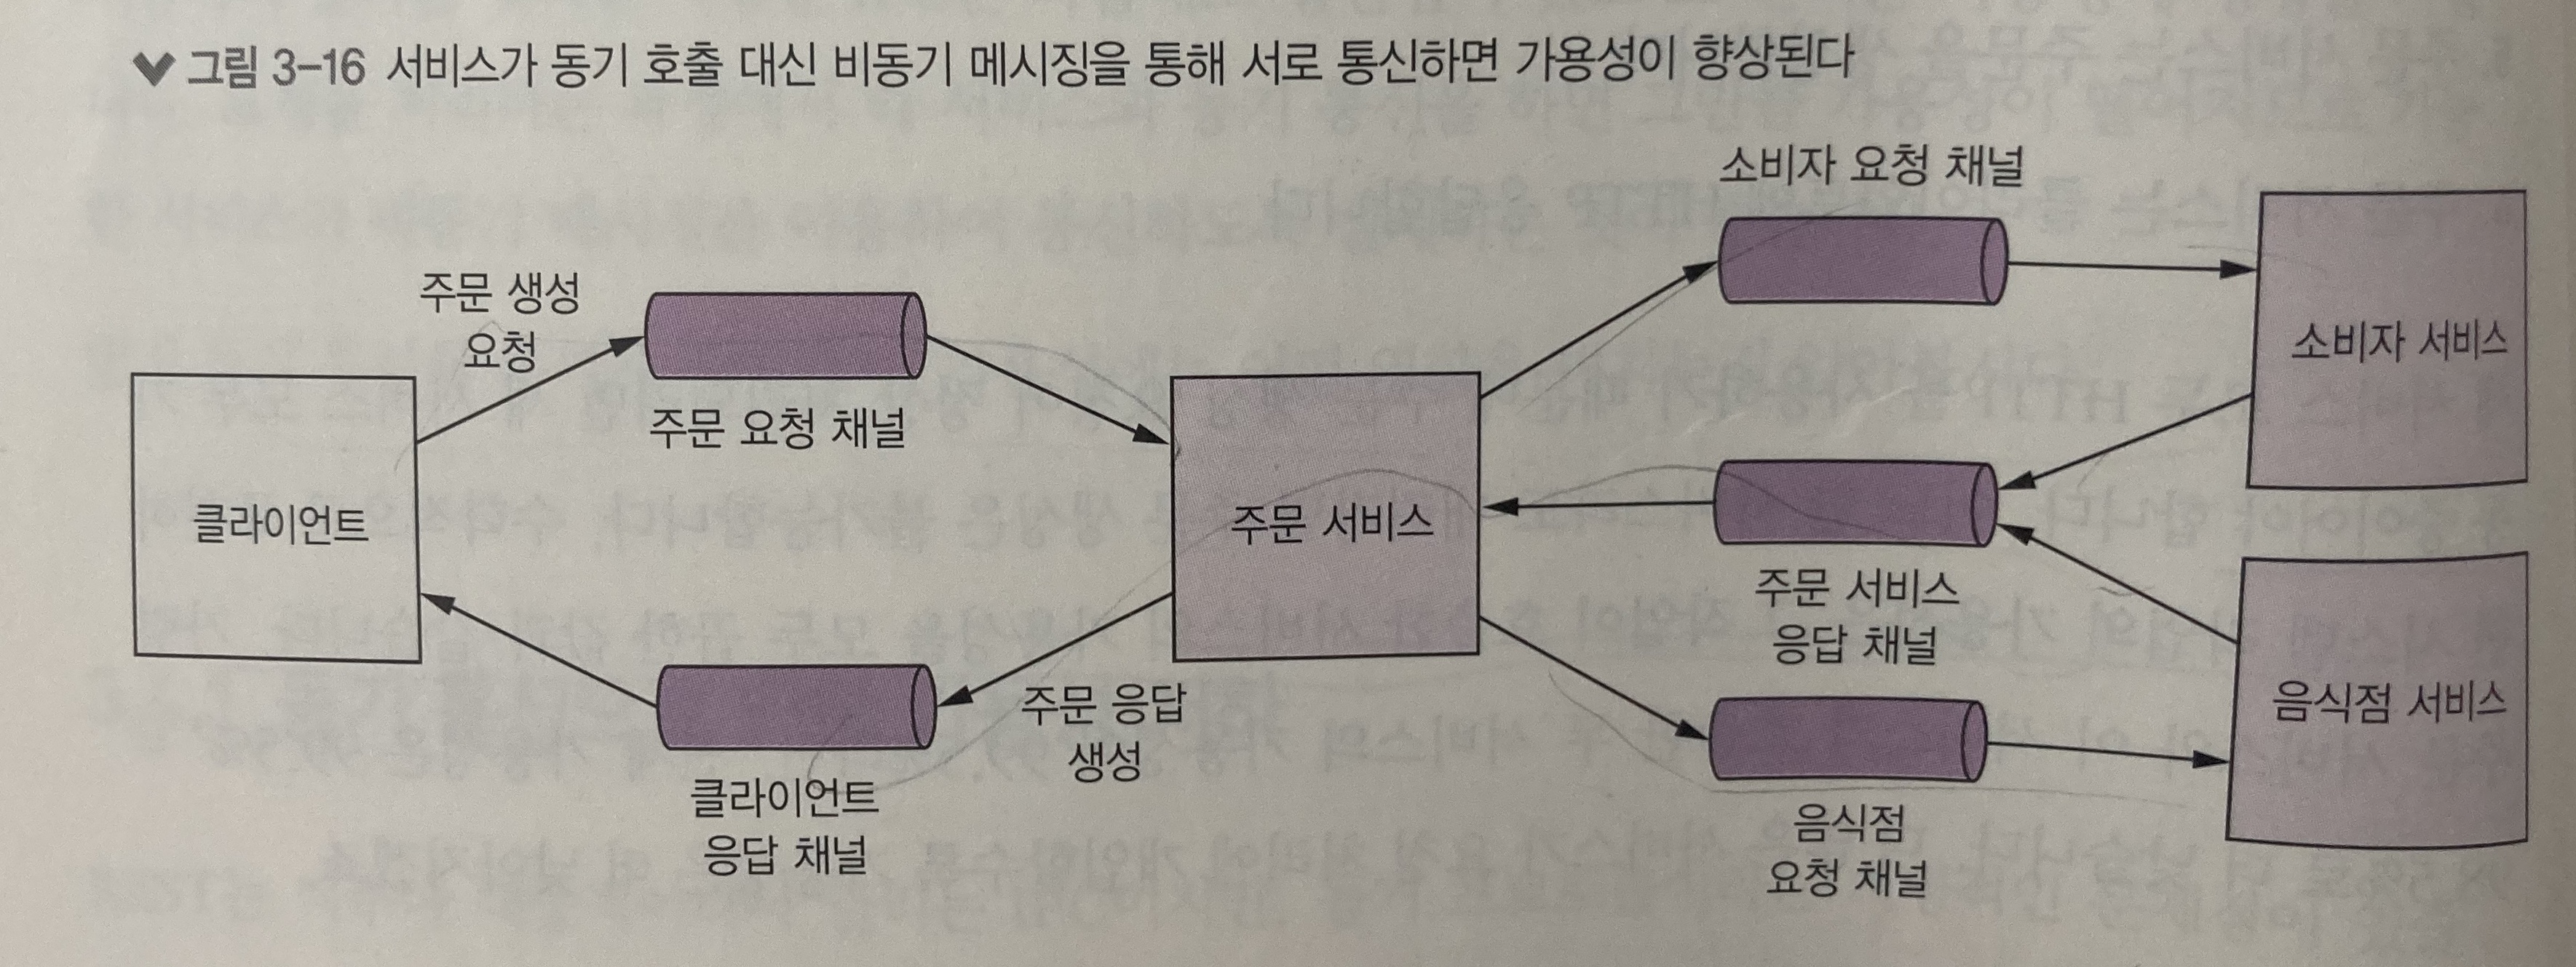 그림 3-16 서비스가 동기 호출 대신 비동기 메시징을 통해 서로 통신하면 가용성이 향상된다
소비자 요청 채널
주문 생성
요청
소비자 서비스
주문 요청 채널
클라이언트
주문 서비스
주문 서비스
응답 채널
음식점 서비스
주문 응답
생성
클라이언트
응답 채널
음식점
요청 채널